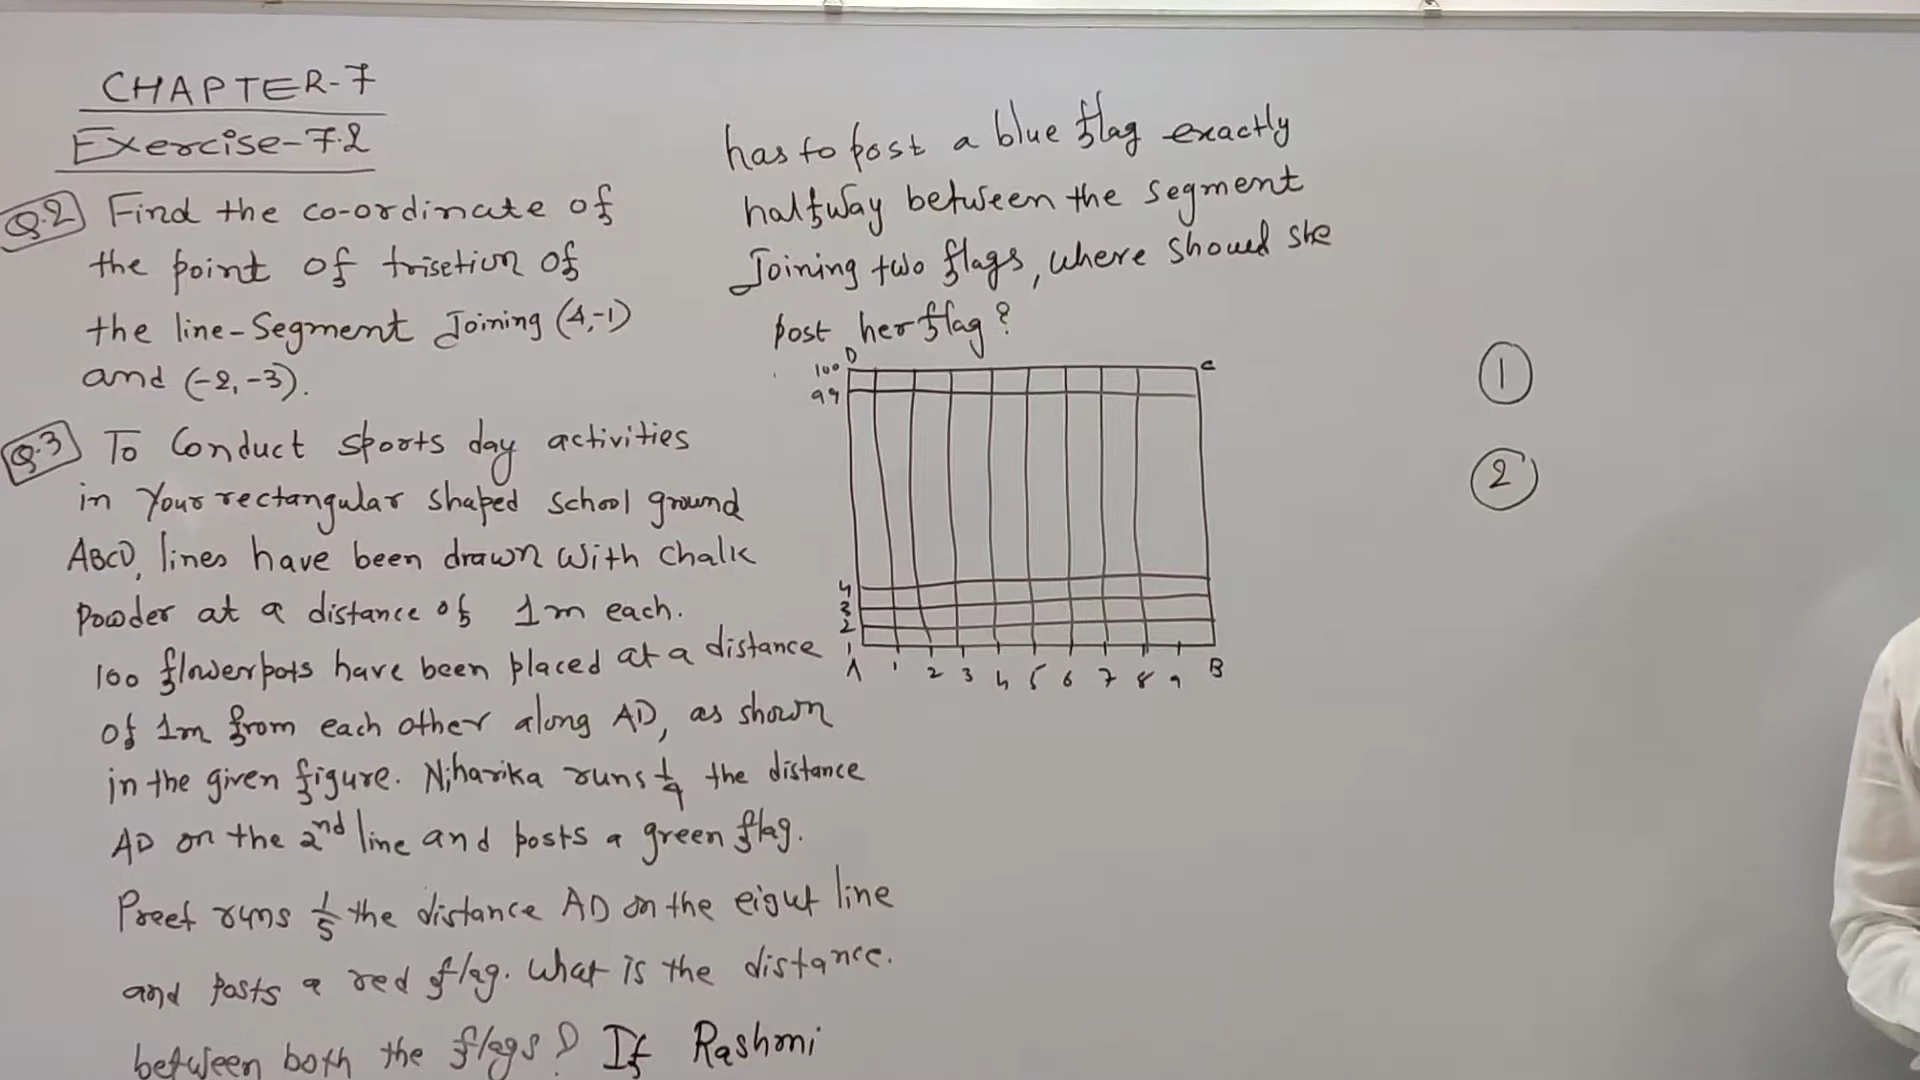 CHAPTER-7
Exercise-7.2
Q.2 Find the co-ordinate of
the point of trisetion of
the line-Segment Joining (4,-1)
and (-2,-3).
Q.3 To Conduct sports day activities
in Your rectangular shaped school ground
ABCD, lines have been drawn with chalk
Powder at a distance of 1m each.
100 flowerpots have been placed at a distance
of 1m from each other along AD, as shown
in the given figure. Niharika runs 1/4 the distance
AD on the 2nd line and posts a green flag.
Preet runs 1/5 the distance AD on the eight line
and posts a red flag. What is the distance.
between both the flags? If Rashmi
has to post a blue flag exactly
halfway between the segment
Joining two flags, where should she
post her flag?
D
100
C
99
4
3
2
1
A 1 2 3 4 5 6 7 8 9 B
1
2